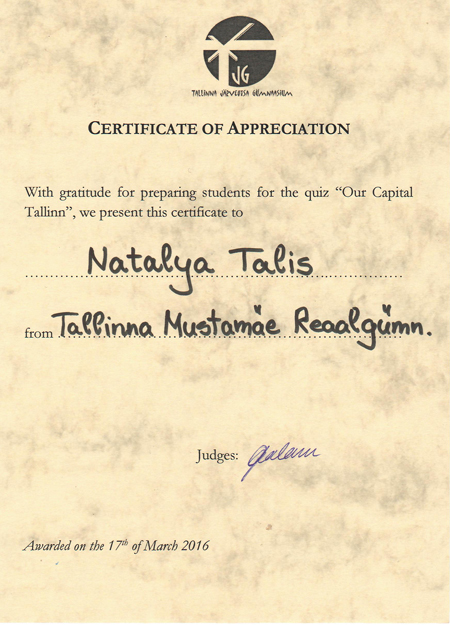 JG
TALLINNA JÄRVEOTSA GÜMNAASIUM
CERTIFICATE OF APPRECIATION
With gratitude for preparing students for the quiz “Our Capital
Tallinn”, we present this certificate to
Natalya Talis
from Tallinna Mustamäe Reaalgümn.
Judges:
Awarded on the 17th of March 2016